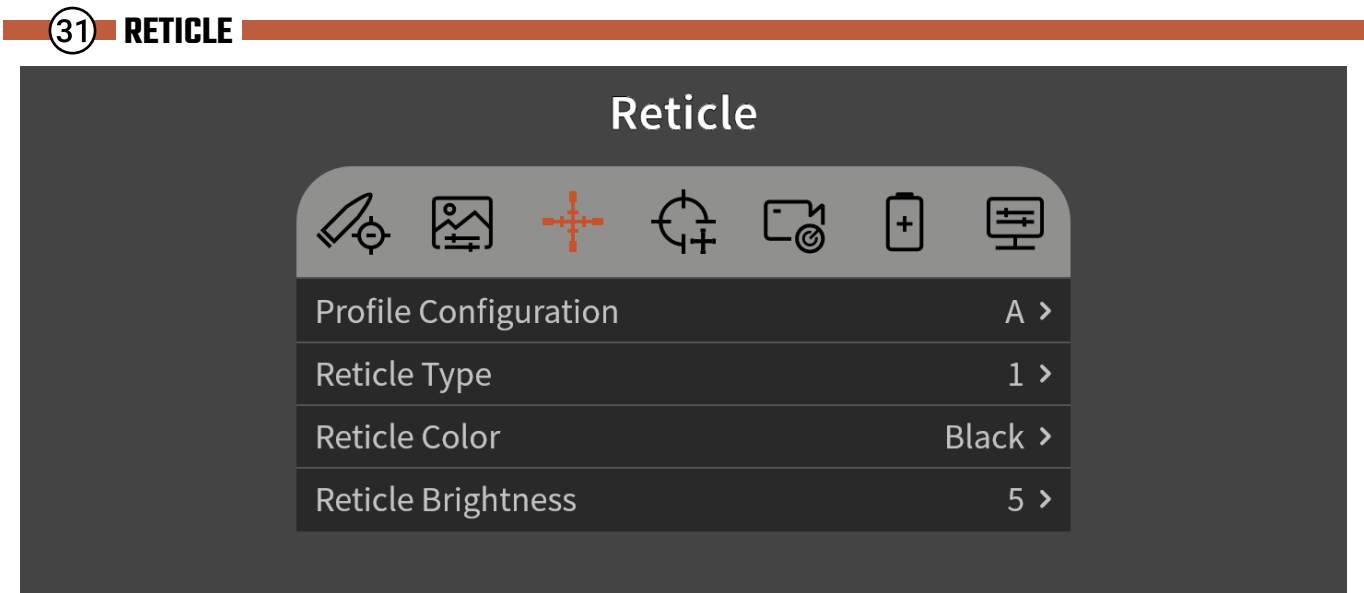 31 RETICLE
Reticle
Profile Configuration A >
Reticle Type 1 >
Reticle Color Black >
Reticle Brightness 5 >